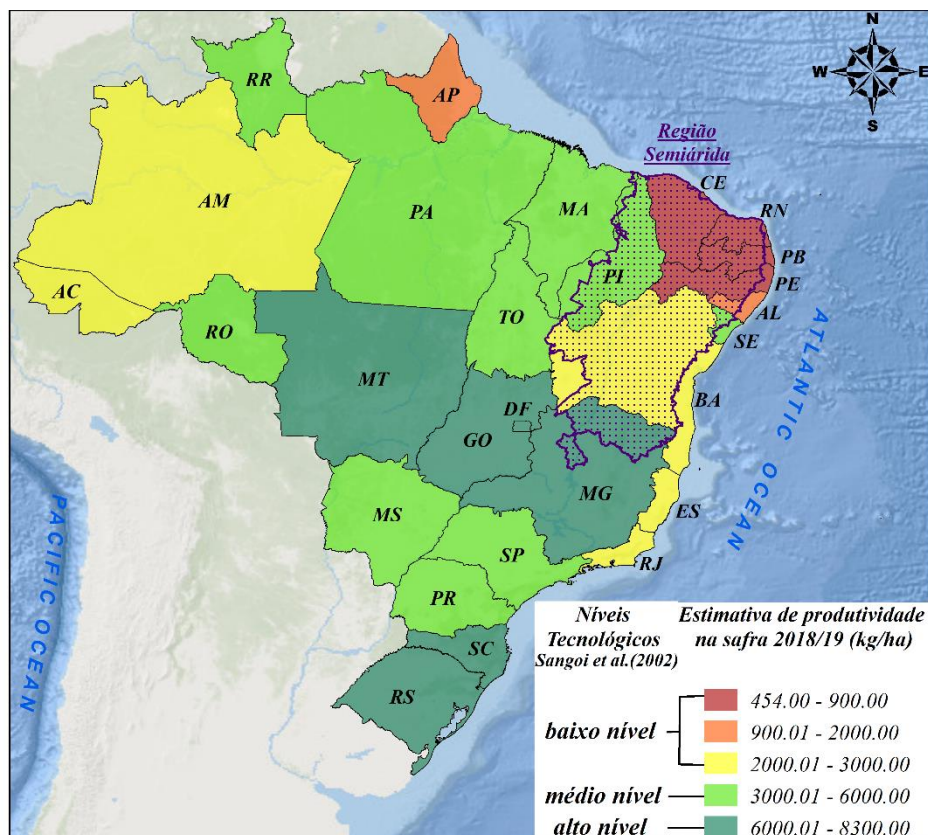 N
W E
S
RR
AP
Região
Semiárida
CE
RN
AM
PA
MA
PB
PI
PE
AC
AL
RO
TO
SE
MT
BA
DF
GO
MG
MS
ES
SP
RJ
PR
SC
RS
ATLANTIC OCEAN
PACIFIC OCEAN
Níveis
Tecnológicos
Sangoi et al.(2002)
Estimativa de produtividade
na safra 2018/19 (kg/ha)
baixo nível
454.00 - 900.00
900.01 - 2000.00
2000.01 - 3000.00
médio nível
3000.01 - 6000.00
alto nível
6000.01 - 8300.00